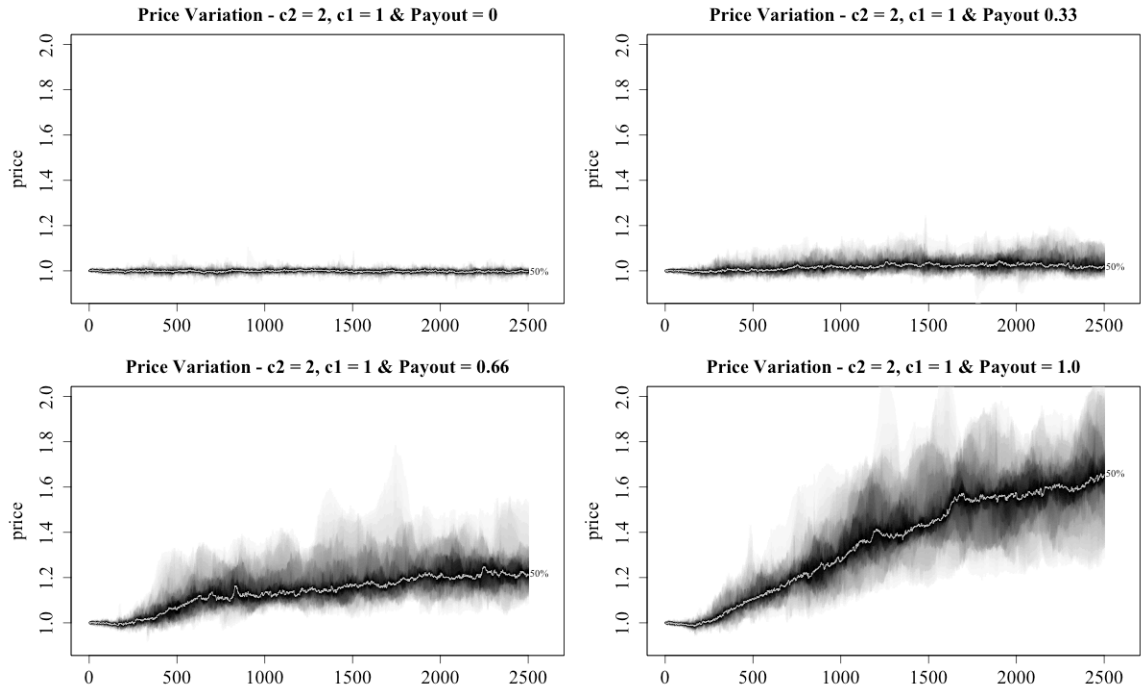 Price Variation - c2 = 2, c1 = 1 & Payout = 0
price
2.0
1.8
1.6
1.4
1.2
1.0
50%
0 500 1000 1500 2000 2500
Price Variation - c2 = 2, c1 = 1 & Payout 0.33
price
2.0
1.8
1.6
1.4
1.2
1.0
50%
0 500 1000 1500 2000 2500
Price Variation - c2 = 2, c1 = 1 & Payout = 0.66
price
2.0
1.8
1.6
1.4
1.2
1.0
50%
0 500 1000 1500 2000 2500
Price Variation - c2 = 2, c1 = 1 & Payout = 1.0
price
2.0
1.8
1.6
1.4
1.2
1.0
50%
0 500 1000 1500 2000 2500